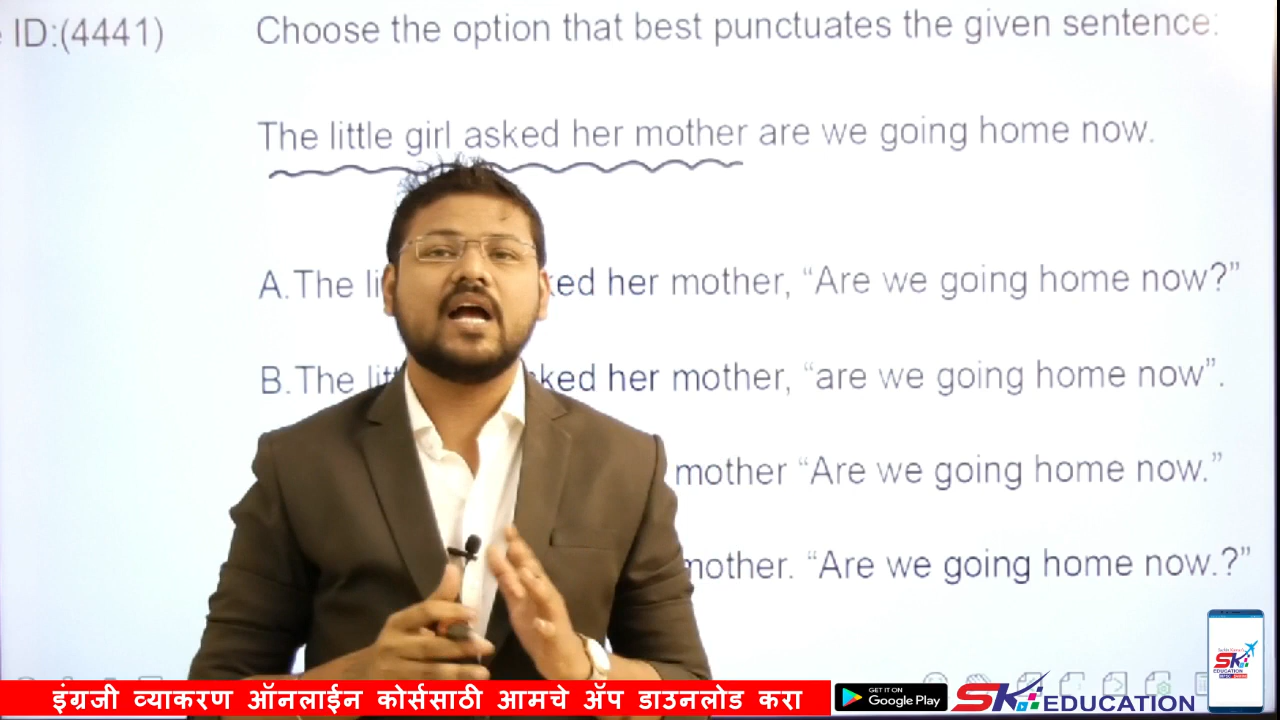 ID:(4441) Choose the option that best punctuates the given sentence:
The little girl asked her mother are we going home now.
A.The ked her mother, “Are we going home now?”
B.The ked her mother, “are we going home now”.
mother “Are we going home now.”
mother. “Are we going home now.?”
इंग्रजी व्याकरण ऑनलाईन कोर्ससाठी आमचे ॲप डाउनलोड करा
GET IT ON
Google Play
SK EDUCATION
SK
EDUCATION